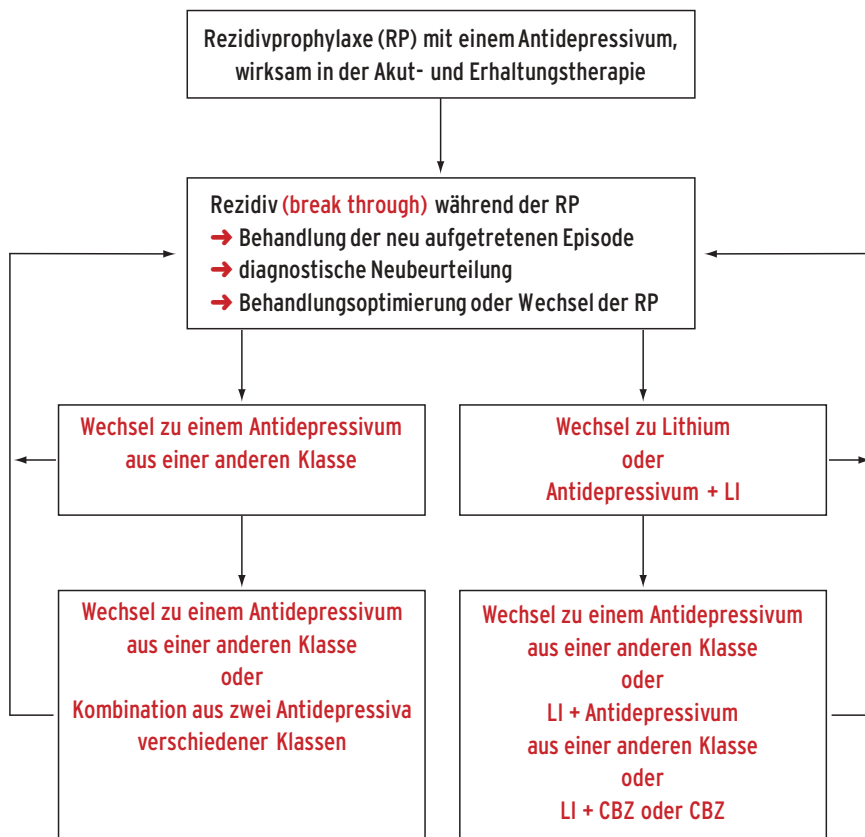 Rezidivprophylaxe (RP) mit einem Antidepressivum,
wirksam in der Akut- und Erhaltungstherapie
Rezidiv (break through) während der RP
➜ Behandlung der neu aufgetretenen Episode
➜ diagnostische Neubeurteilung
➜ Behandlungsoptimierung oder Wechsel der RP
Wechsel zu einem Antidepressivum
aus einer anderen Klasse
Wechsel zu Lithium
oder
Antidepressivum + LI
Wechsel zu einem Antidepressivum
aus einer anderen Klasse
oder
Kombination aus zwei Antidepressiva
verschiedener Klassen
Wechsel zu einem Antidepressivum
aus einer anderen Klasse
oder
LI + Antidepressivum
aus einer anderen Klasse
oder
LI + CBZ oder CBZ